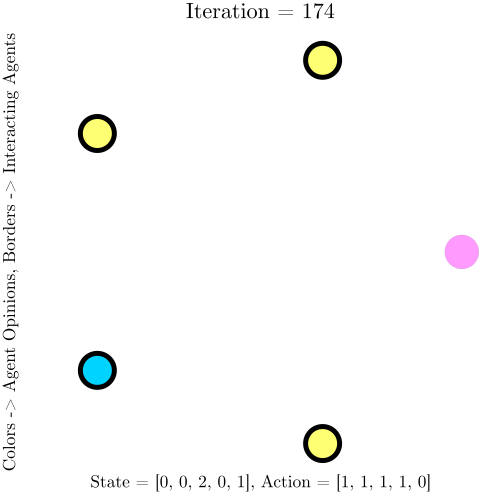 Iteration = 174
Colors -> Agent Opinions, Borders -> Interacting Agents
State = [0, 0, 2, 0, 1], Action = [1, 1, 1, 1, 0]